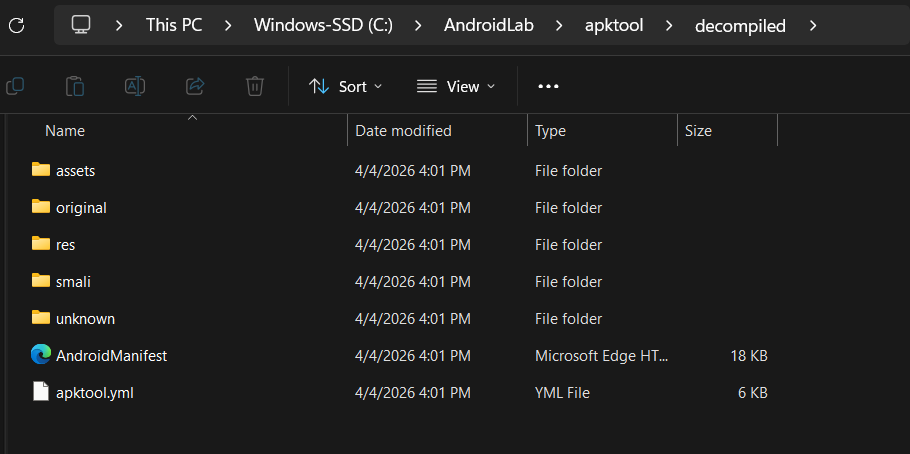 This PC > Windows-SSD (C:) > AndroidLab > apktool > decompiled >
Sort View •••
Name Date modified Type Size
assets 4/4/2026 4:01 PM File folder
original 4/4/2026 4:01 PM File folder
res 4/4/2026 4:01 PM File folder
smali 4/4/2026 4:01 PM File folder
unknown 4/4/2026 4:01 PM File folder
AndroidManifest 4/4/2026 4:01 PM Microsoft Edge HT... 18 KB
apktool.yml 4/4/2026 4:01 PM YML File 6 KB